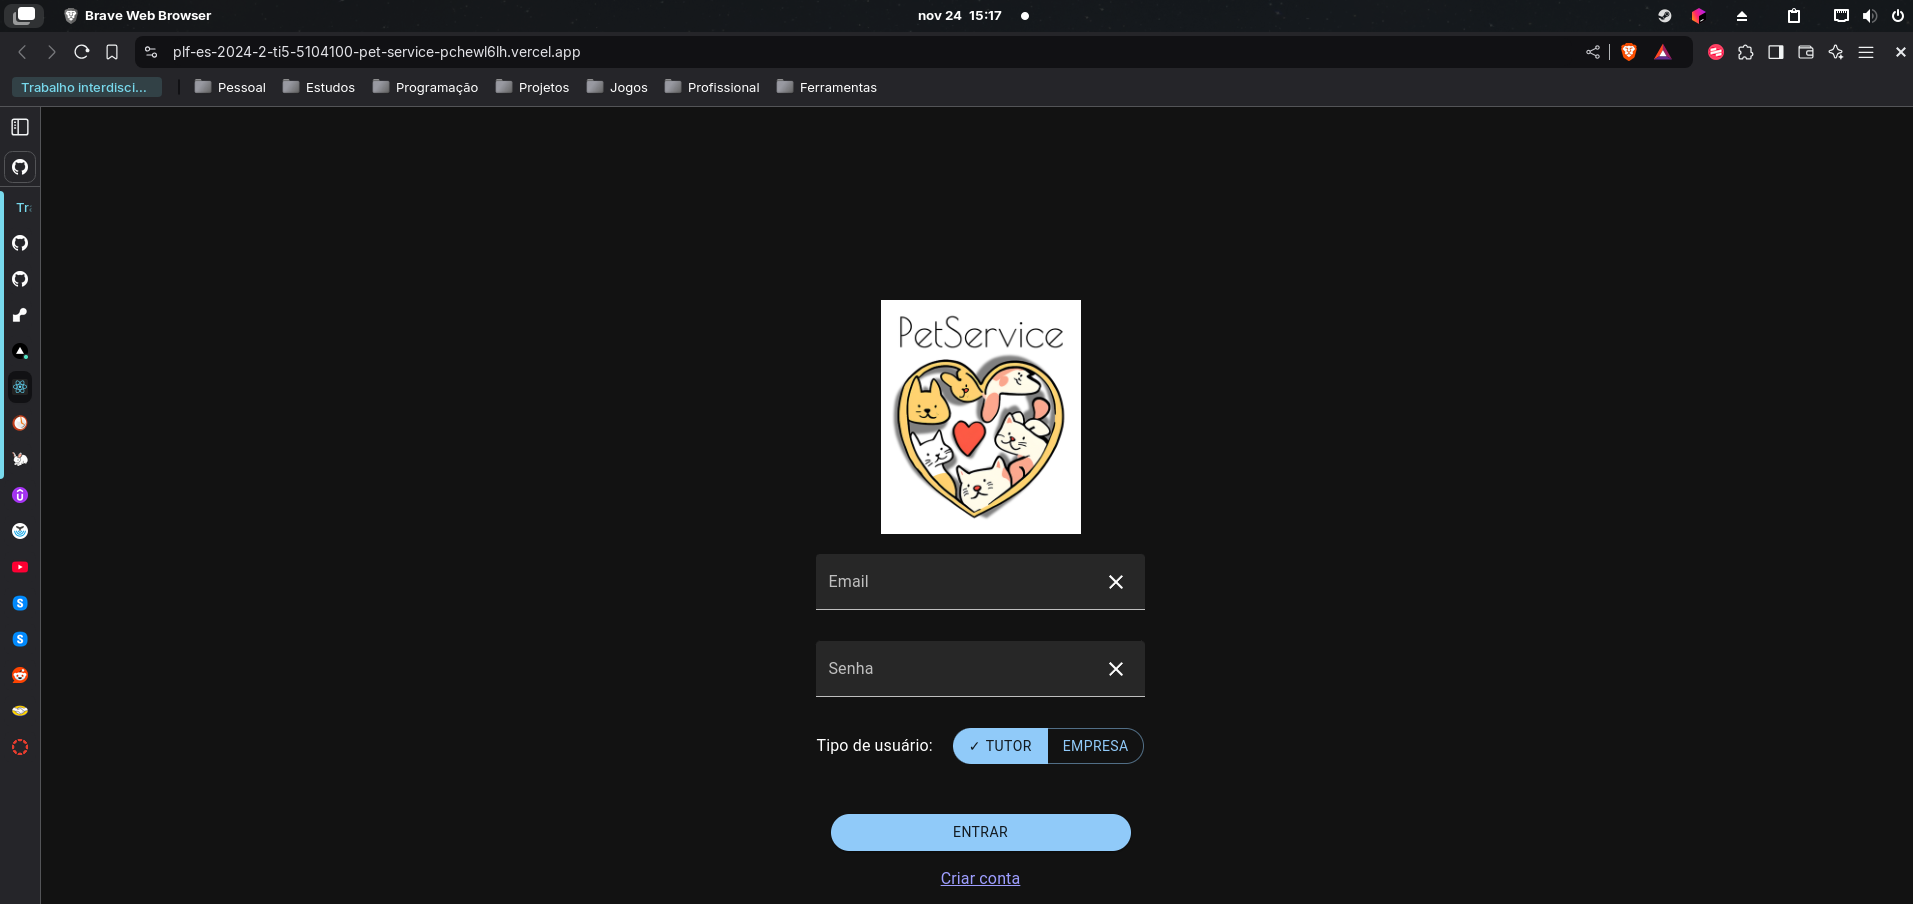 Brave Web Browser
nov 24 15:17
plf-es-2024-2-ti5-5104100-pet-service-pchewl6lh.vercel.app
Trabalho interdisci...
Pessoal
Estudos
Programação
Projetos
Jogos
Profissional
Ferramentas
Tra
PetService
Email
Senha
Tipo de usuário:
✓ TUTOR
EMPRESA
ENTRAR
Criar conta